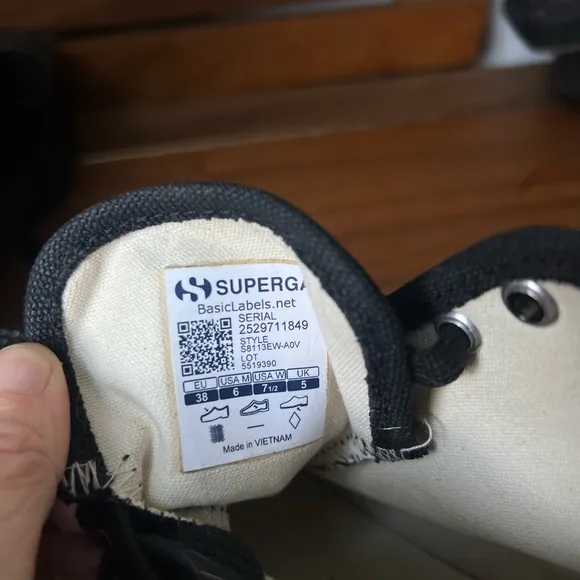 SUPERGA
BasicLabels.net
SERIAL
2529711849
STYLE
S8113EW-A0V
LOT
5519390
EU USA M USA W UK
38 6 7 1/2 5
Made in VIETNAM